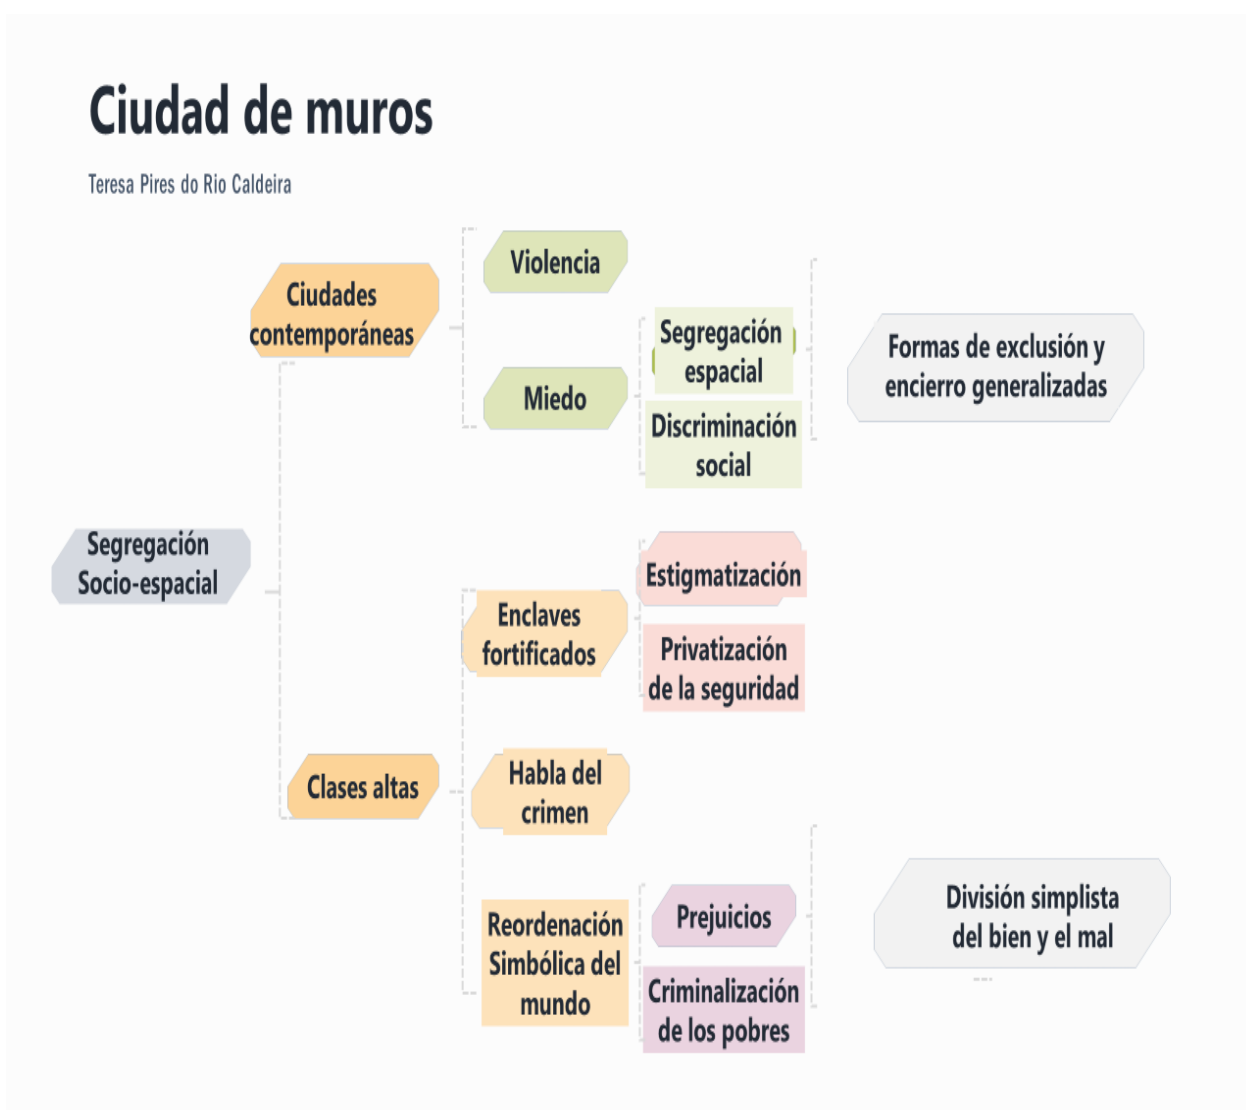 Ciudad de muros
Teresa Pires do Rio Caldeira
Segregación
Socio-espacial
Ciudades
contemporáneas
Violencia
Miedo
Segregación
espacial
Discriminación
social
Formas de exclusión y
encierro generalizadas
Clases altas
Enclaves
fortificados
Estigmatización
Privatización
de la seguridad
Habla del
crimen
Reordenación
Simbólica del
mundo
Prejuicios
Criminalización
de los pobres
División simplista
del bien y el mal